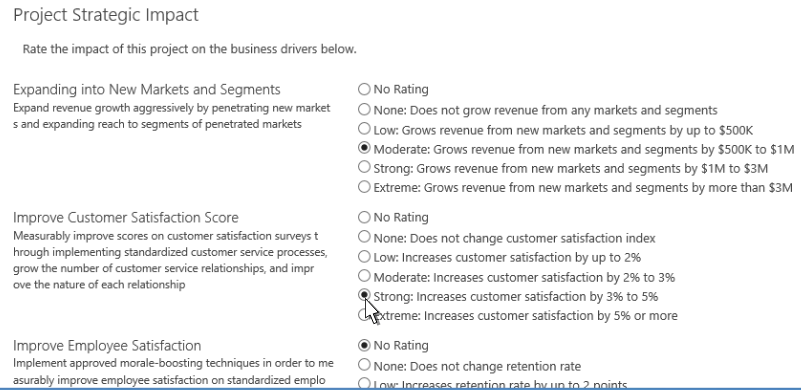 Project Strategic Impact
Rate the impact of this project on the business drivers below.
Expanding into New Markets and Segments
Expand revenue growth aggressively by penetrating new market
s and expanding reach to segments of penetrated markets
No Rating
None: Does not grow revenue from any markets and segments
Low: Grows revenue from new markets and segments by up to $500K
Moderate: Grows revenue from new markets and segments by $500K to $1M
Strong: Grows revenue from new markets and segments by $1M to $3M
Extreme: Grows revenue from new markets and segments by more than $3M
Improve Customer Satisfaction Score
Measurably improve scores on customer satisfaction surveys t
hrough implementing standardized customer service processes,
grow the number of customer service relationships, and impr
ove the nature of each relationship
No Rating
None: Does not change customer satisfaction index
Low: Increases customer satisfaction by up to 2%
Moderate: Increases customer satisfaction by 2% to 3%
Strong: Increases customer satisfaction by 3% to 5%
Extreme: Increases customer satisfaction by 5% or more
Improve Employee Satisfaction
Implement approved morale-boosting techniques in order to me
asurably improve employee satisfaction on standardized emplo
No Rating
None: Does not change retention rate
Low: Increases retention rate by up to 2 points